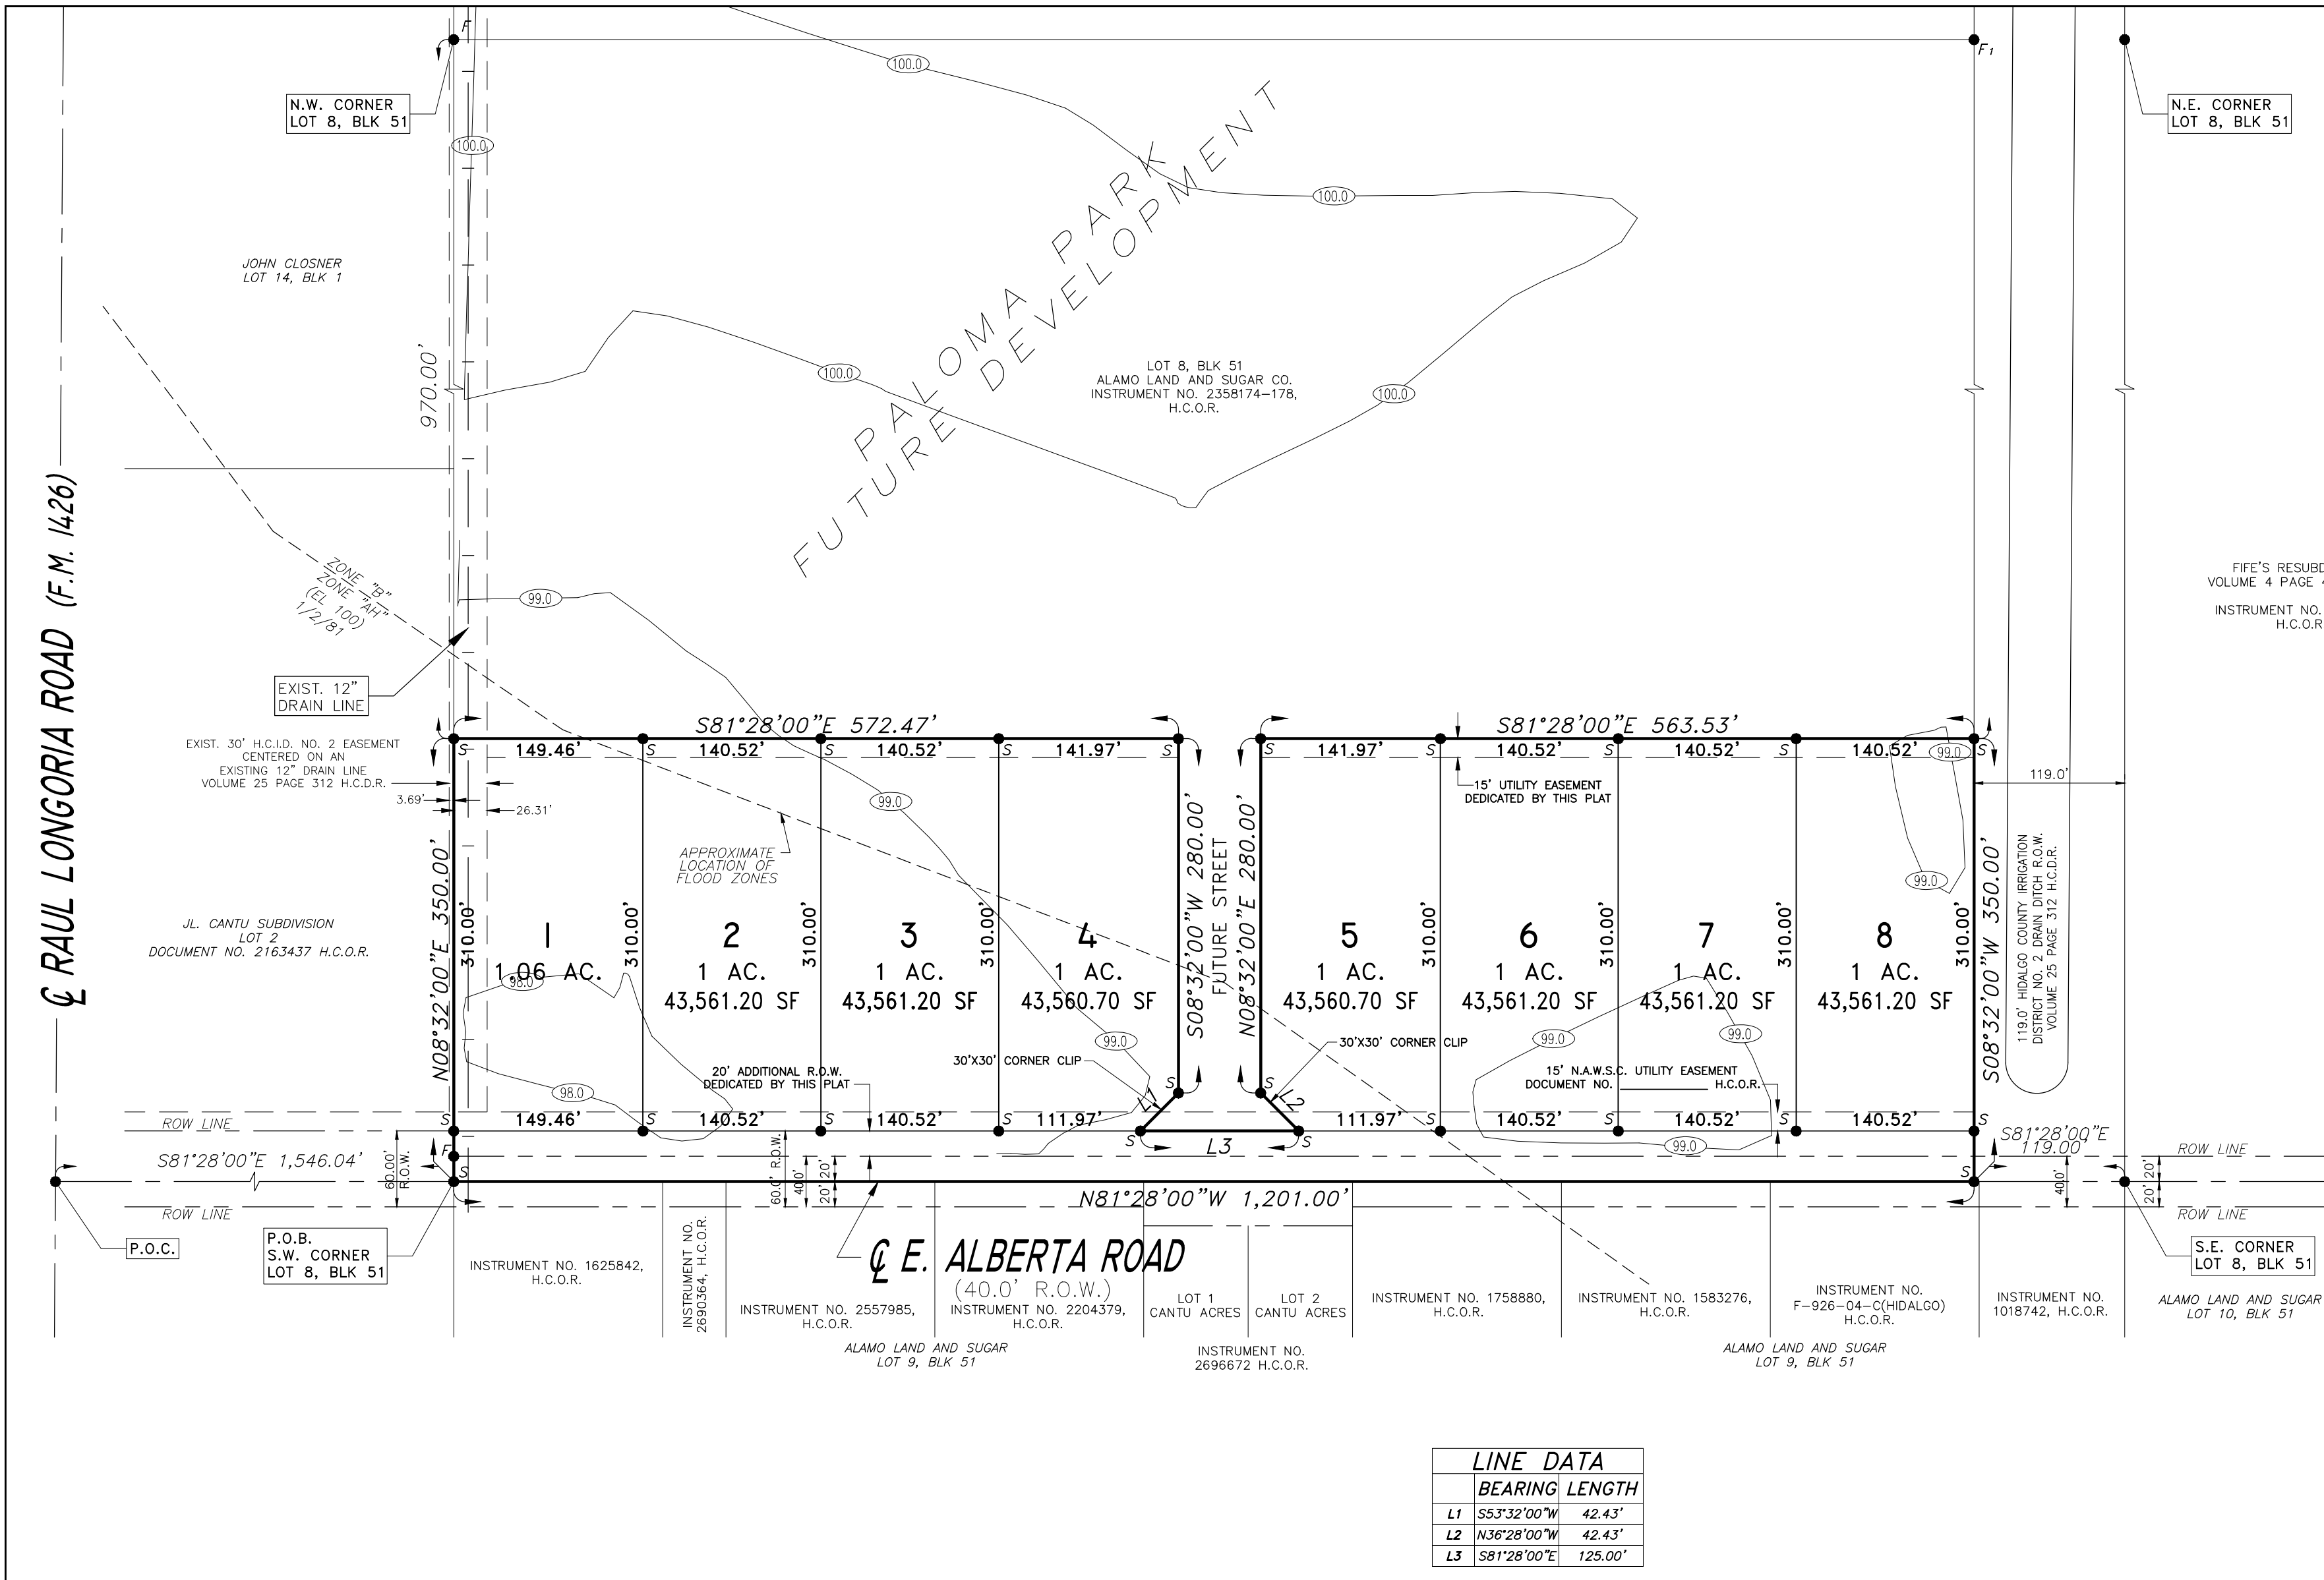 F
F1
N.W. CORNER
LOT 8, BLK 51
N.E. CORNER
LOT 8, BLK 51
100.0
100.0
100.0
100.0
100.0
JOHN CLOSNER
LOT 14, BLK 1
PALOMA PARK
FUTURE DEVELOPMENT
LOT 8, BLK 51
ALAMO LAND AND SUGAR CO.
INSTRUMENT NO. 2358174-178,
H.C.O.R.
970.00'
℄ RAUL LONGORIA ROAD (F.M. 1426)
ZONE "B"
ZONE "AH"
(EL 100)
1/2/81
99.0
FIFE'S RESUBD
VOLUME 4 PAGE 4
INSTRUMENT NO.
H.C.O.R
EXIST. 12"
DRAIN LINE
EXIST. 30' H.C.I.D. NO. 2 EASEMENT
CENTERED ON AN
EXISTING 12" DRAIN LINE
VOLUME 25 PAGE 312 H.C.D.R.
3.69'
26.31'
S81°28'00"E 572.47'
S81°28'00"E 563.53'
S 149.46' S 140.52' 140.52' 141.97' S
S 141.97' S 140.52' S 140.52' S 140.52' S
99.0
99.0
99.0
15' UTILITY EASEMENT
DEDICATED BY THIS PLAT
119.0'
APPROXIMATE
LOCATION OF
FLOOD ZONES
JL. CANTU SUBDIVISION
LOT 2
DOCUMENT NO. 2163437 H.C.O.R.
N08°32'00"E 350.00'
310.00'
310.00'
310.00'
310.00'
S08°32'00"W 280.00'
FUTURE STREET
N08°32'00"E 280.00'
310.00'
310.00'
310.00'
310.00'
S08°32'00"W 350.00'
119.0' HIDALGO COUNTY IRRIGATION
DISTRICT NO. 2 DRAIN DITCH R.O.W.
VOLUME 25 PAGE 312 H.C.D.R.
1
1.06 AC.
2
1 AC.
43,561.20 SF
3
1 AC.
43,561.20 SF
4
1 AC.
43,560.70 SF
5
1 AC.
43,560.70 SF
6
1 AC.
43,561.20 SF
7
1 AC.
43,561.20 SF
8
1 AC.
43,561.20 SF
98.0
98.0
99.0
99.0
99.0
99.0
30'X30' CORNER CLIP
30'X30' CORNER CLIP
20' ADDITIONAL R.O.W.
DEDICATED BY THIS PLAT
15' N.A.W.S.C. UTILITY EASEMENT
DOCUMENT NO. ____________ H.C.O.R.
S S
L1 L2
S 149.46' S 140.52' S 140.52' S 111.97' S
L3
S 111.97' S 140.52' S 140.52' S 140.52' S
ROW LINE
S81°28'00"E 1,546.04'
ROW LINE
60.00'
R.O.W.
F
S
60.0' R.O.W.
40.0'
20' 20'
N81°28'00"W 1,201.00'
S
S81°28'00"E
119.00'
ROW LINE
40.0'
20' 20'
ROW LINE
P.O.C.
P.O.B.
S.W. CORNER
LOT 8, BLK 51
S.E. CORNER
LOT 8, BLK 51
℄ E. ALBERTA ROAD
(40.0' R.O.W.)
INSTRUMENT NO. 1625842,
H.C.O.R.
INSTRUMENT NO.
2690364, H.C.O.R.
INSTRUMENT NO. 2557985,
H.C.O.R.
INSTRUMENT NO. 2204379,
H.C.O.R.
LOT 1
CANTU ACRES
LOT 2
CANTU ACRES
INSTRUMENT NO. 1758880,
H.C.O.R.
INSTRUMENT NO. 1583276,
H.C.O.R.
INSTRUMENT NO.
F-926-04-C(HIDALGO)
H.C.O.R.
INSTRUMENT NO.
1018742, H.C.O.R.
ALAMO LAND AND SUGAR
LOT 10, BLK 51
ALAMO LAND AND SUGAR
LOT 9, BLK 51
INSTRUMENT NO.
2696672 H.C.O.R.
ALAMO LAND AND SUGAR
LOT 9, BLK 51
LINE DATA
BEARING LENGTH
L1 S53°32'00"W 42.43'
L2 N36°28'00"W 42.43'
L3 S81°28'00"E 125.00'